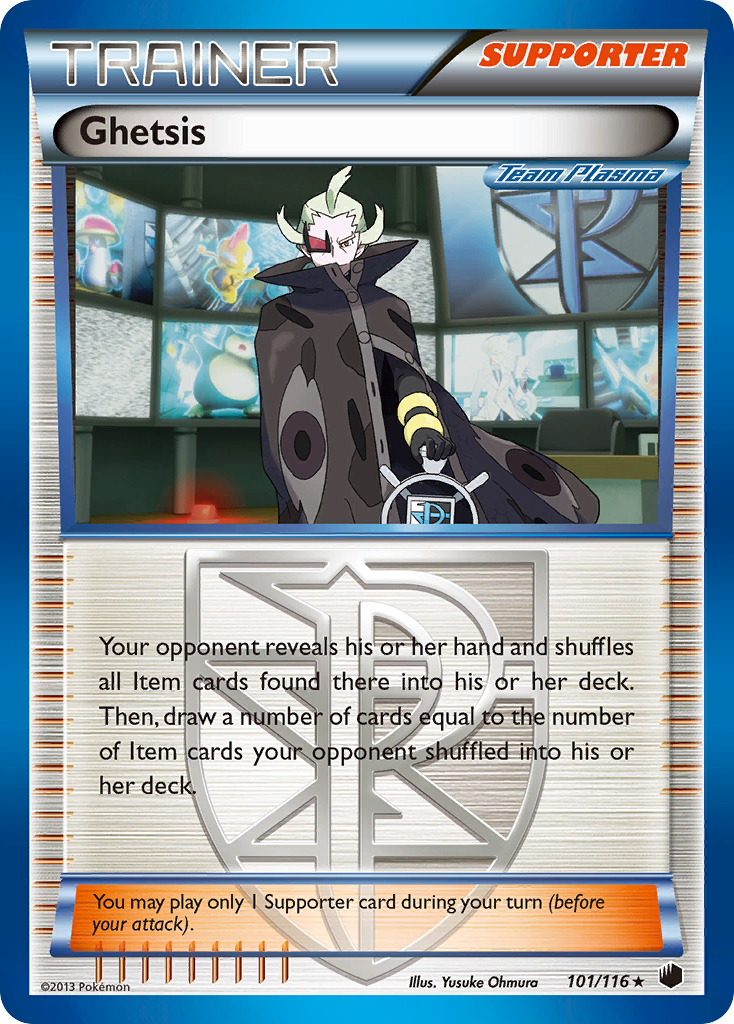 TRAINER
SUPPORTER
Ghetsis
Team Plasma
Your opponent reveals his or her hand and shuffles
all Item cards found there into his or her deck.
Then, draw a number of cards equal to the number
of Item cards your opponent shuffled into his or
her deck.
You may play only 1 Supporter card during your turn (before
your attack).
©2013 Pokémon
Illus. Yusuke Ohmura
101/116 ★